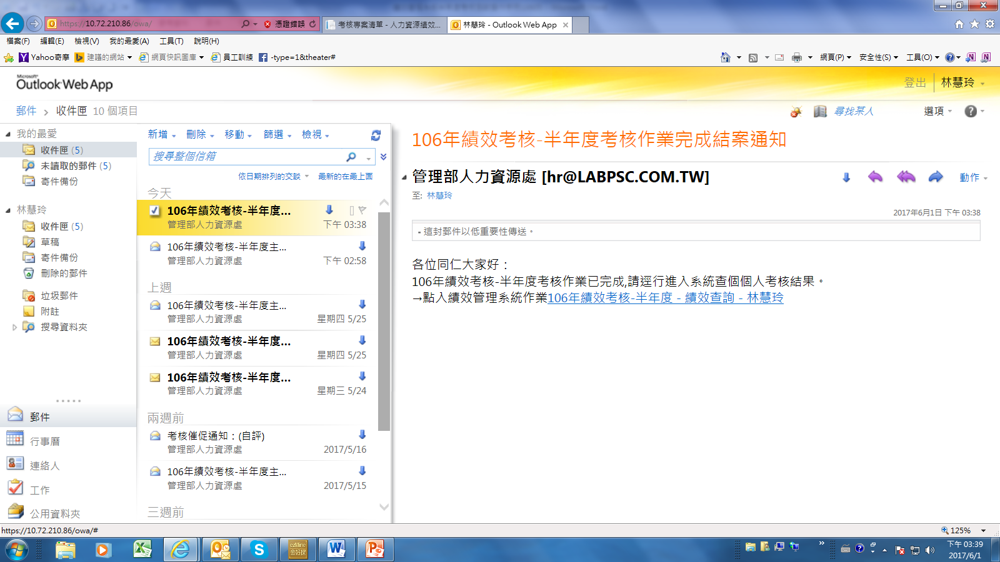 https://10.72.210.86/owa/
憑證錯誤
考核專案清單 - 人力資源績效...
林慧玲 - Outlook Web App
檔案(F) 編輯(E) 檢視(V) 我的最愛(A) 工具(T) 說明(H)
Yahoo奇摩 建議的網站 網頁快訊圖庫 員工訓練 -type=1&theater#
網頁(P) 安全性(S) 工具(O)
Microsoft
Outlook Web App
登出 林慧玲
郵件 > 收件匣 10 個項目
尋找某人 選項
我的最愛
收件匣 (5)
未讀取的郵件 (5)
寄件備份
林慧玲
收件匣 (5)
草稿
寄件備份
刪除的郵件
垃圾郵件
附註
搜尋資料夾
郵件
行事曆
連絡人
工作
公用資料夾
新增 刪除 移動 篩選 檢視
搜尋整個信箱
依日期排列的交談 最新的在最上面
今天
106年績效考核-半年度...
管理部人力資源處 下午 03:38
106年績效考核-半年度主...
管理部人力資源處 下午 02:58
上週
106年績效考核-半年度主...
管理部人力資源處 星期四 5/25
106年績效考核-半年度...
管理部人力資源處 星期四 5/25
106年績效考核-半年度...
管理部人力資源處 星期三 5/24
兩週前
考核催促通知：(自評)
管理部人力資源處 2017/5/16
106年績效考核-半年度主...
管理部人力資源處 2017/5/15
三週前
106年績效考核-半年度考核作業完成結案通知
管理部人力資源處 [hr@LABPSC.COM.TW]
動作
至: 林慧玲
2017年6月1日 下午 03:38
這封郵件以低重要性傳送。
各位同仁大家好：
106年績效考核-半年度考核作業已完成,請逕行進入系統查個個人考核結果。
→點入績效管理系統作業106年績效考核-半年度 - 績效查詢 - 林慧玲
https://10.72.210.86/owa/#
125%
ezMine
金好探
下午 03:39
2017/6/1